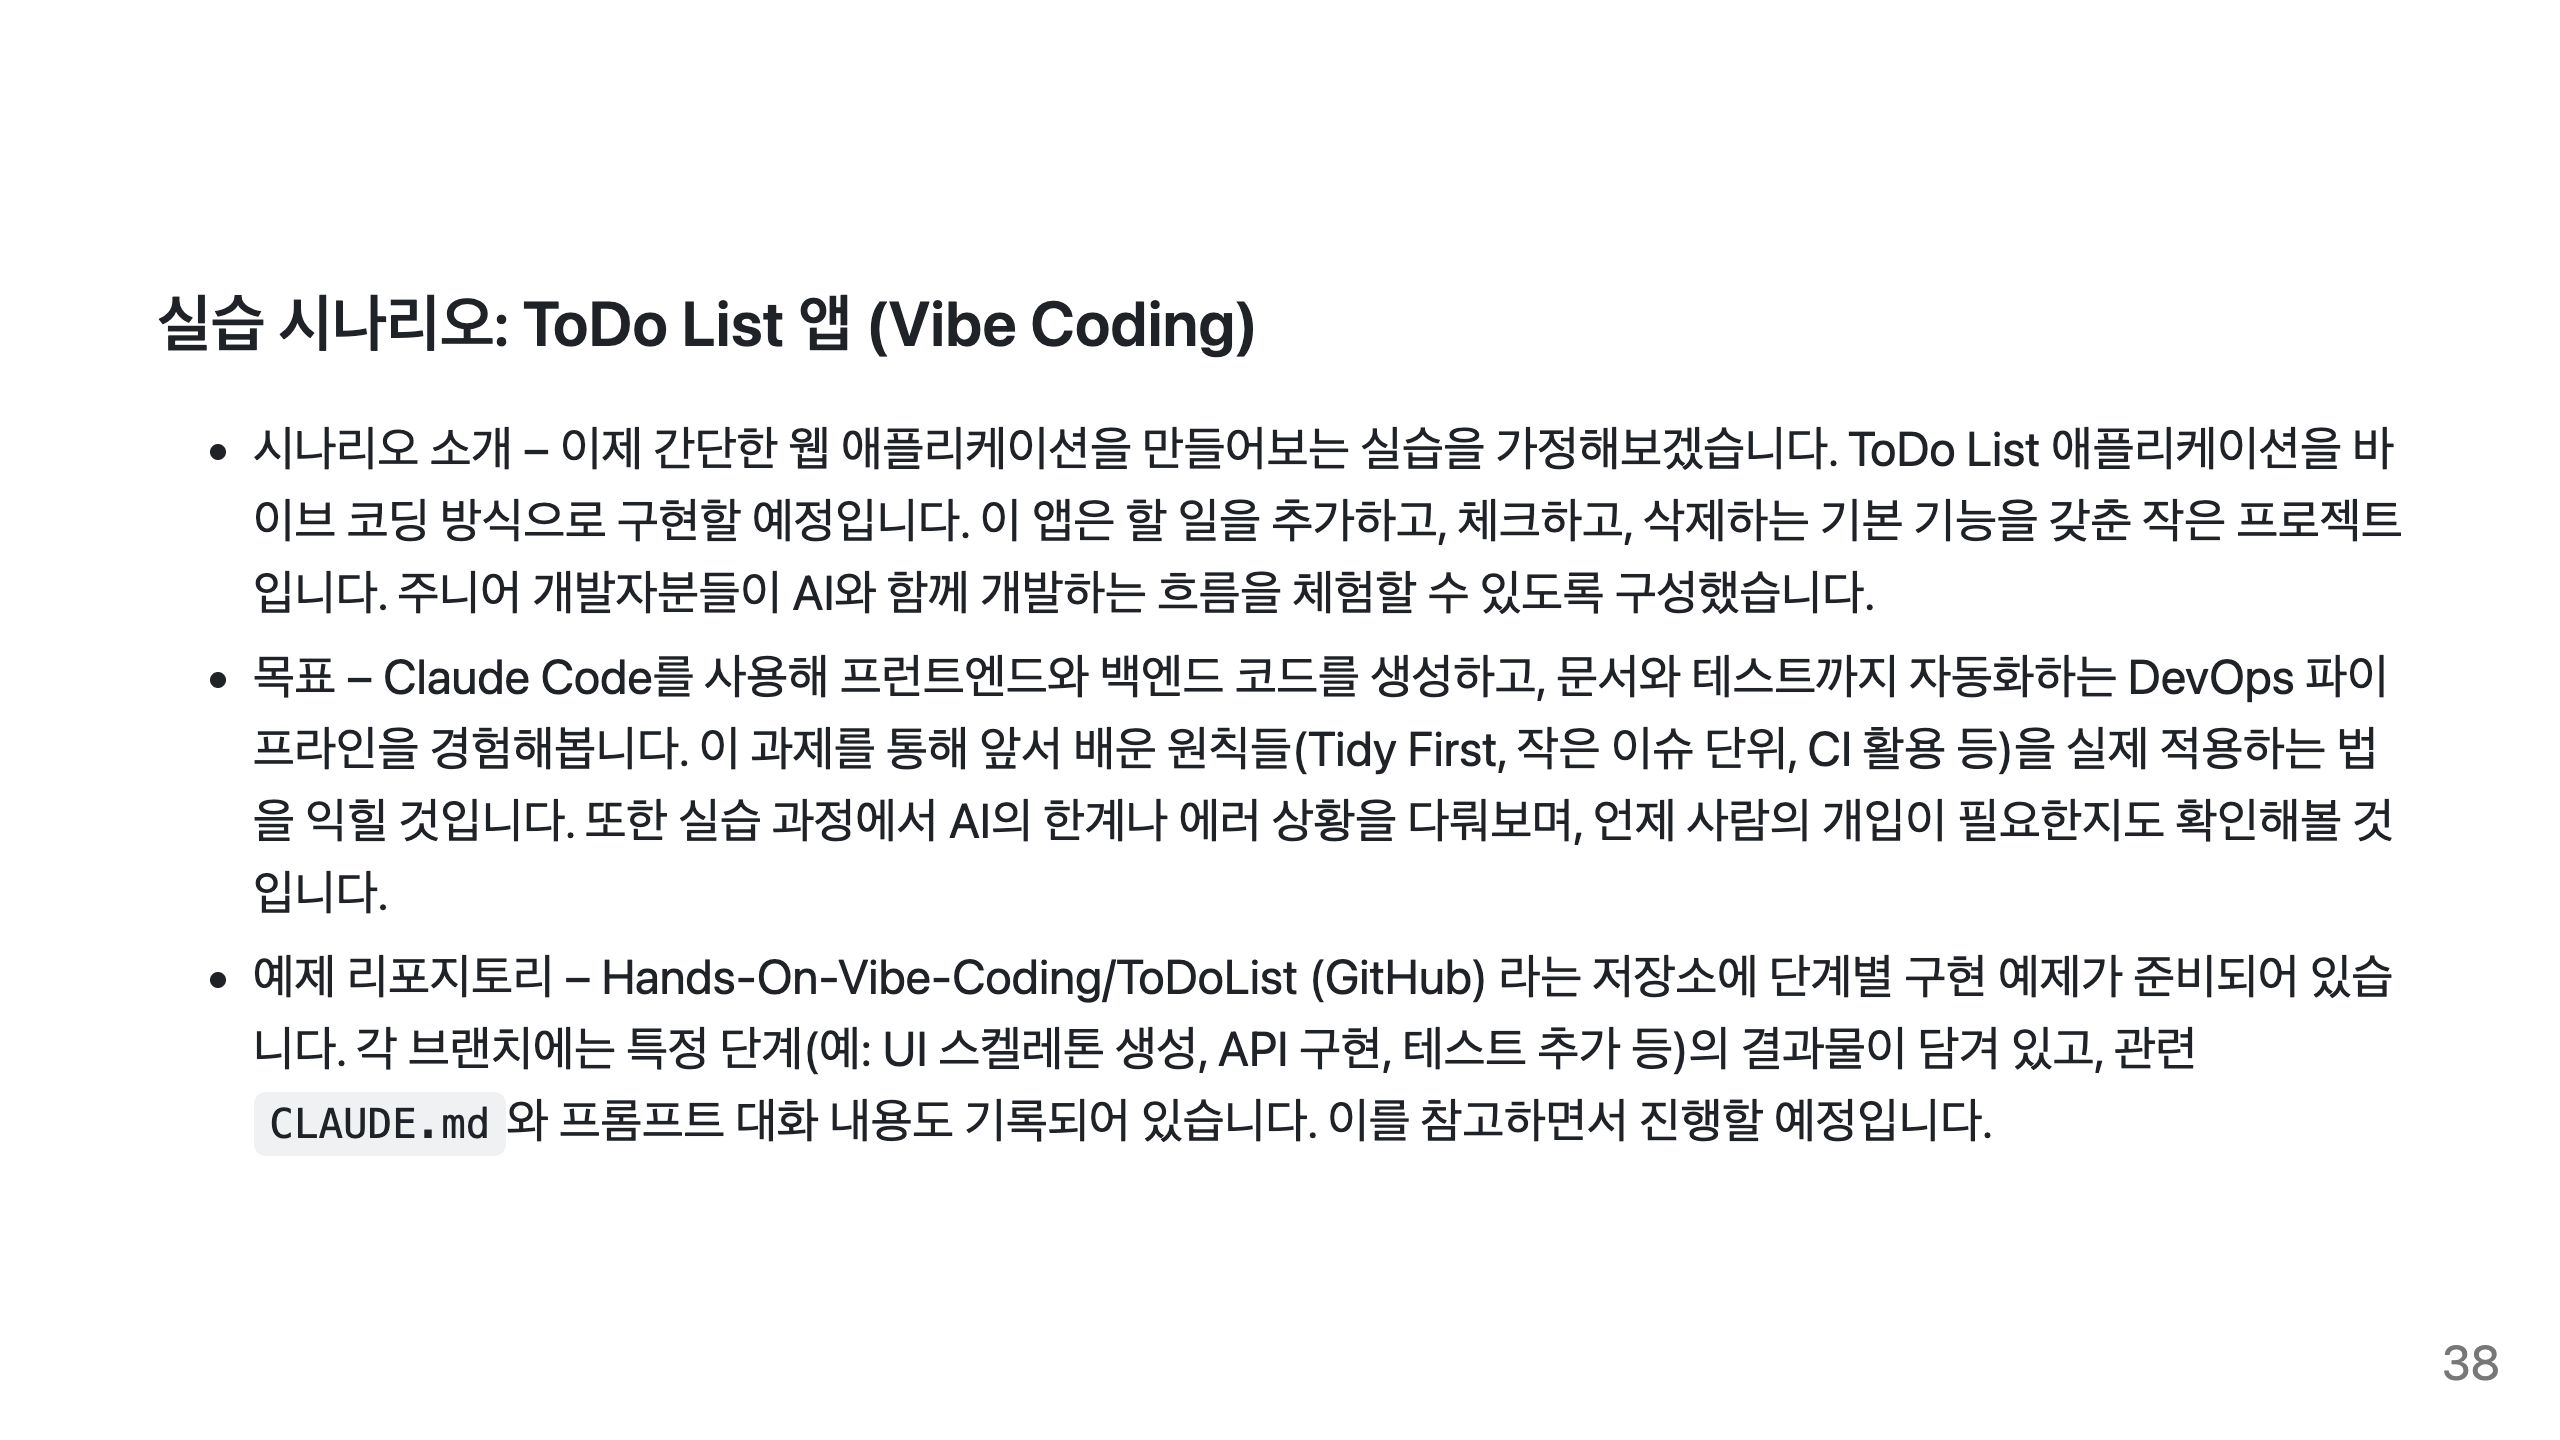 실습 시나리오: ToDo List 앱 (Vibe Coding)
• 시나리오 소개 – 이제 간단한 웹 애플리케이션을 만들어보는 실습을 가정해보겠습니다. ToDo List 애플리케이션을 바
이브 코딩 방식으로 구현할 예정입니다. 이 앱은 할 일을 추가하고, 체크하고, 삭제하는 기본 기능을 갖춘 작은 프로젝트
입니다. 주니어 개발자분들이 AI와 함께 개발하는 흐름을 체험할 수 있도록 구성했습니다.
• 목표 – Claude Code를 사용해 프런트엔드와 백엔드 코드를 생성하고, 문서와 테스트까지 자동화하는 DevOps 파이
프라인을 경험해봅니다. 이 과제를 통해 앞서 배운 원칙들(Tidy First, 작은 이슈 단위, CI 활용 등)을 실제 적용하는 법
을 익힐 것입니다. 또한 실습 과정에서 AI의 한계나 에러 상황을 다뤄보며, 언제 사람의 개입이 필요한지도 확인해볼 것
입니다.
• 예제 리포지토리 – Hands-On-Vibe-Coding/ToDoList (GitHub) 라는 저장소에 단계별 구현 예제가 준비되어 있습
니다. 각 브랜치에는 특정 단계(예: UI 스켈레톤 생성, API 구현, 테스트 추가 등)의 결과물이 담겨 있고, 관련
CLAUDE.md 와 프롬프트 대화 내용도 기록되어 있습니다. 이를 참고하면서 진행할 예정입니다.
38